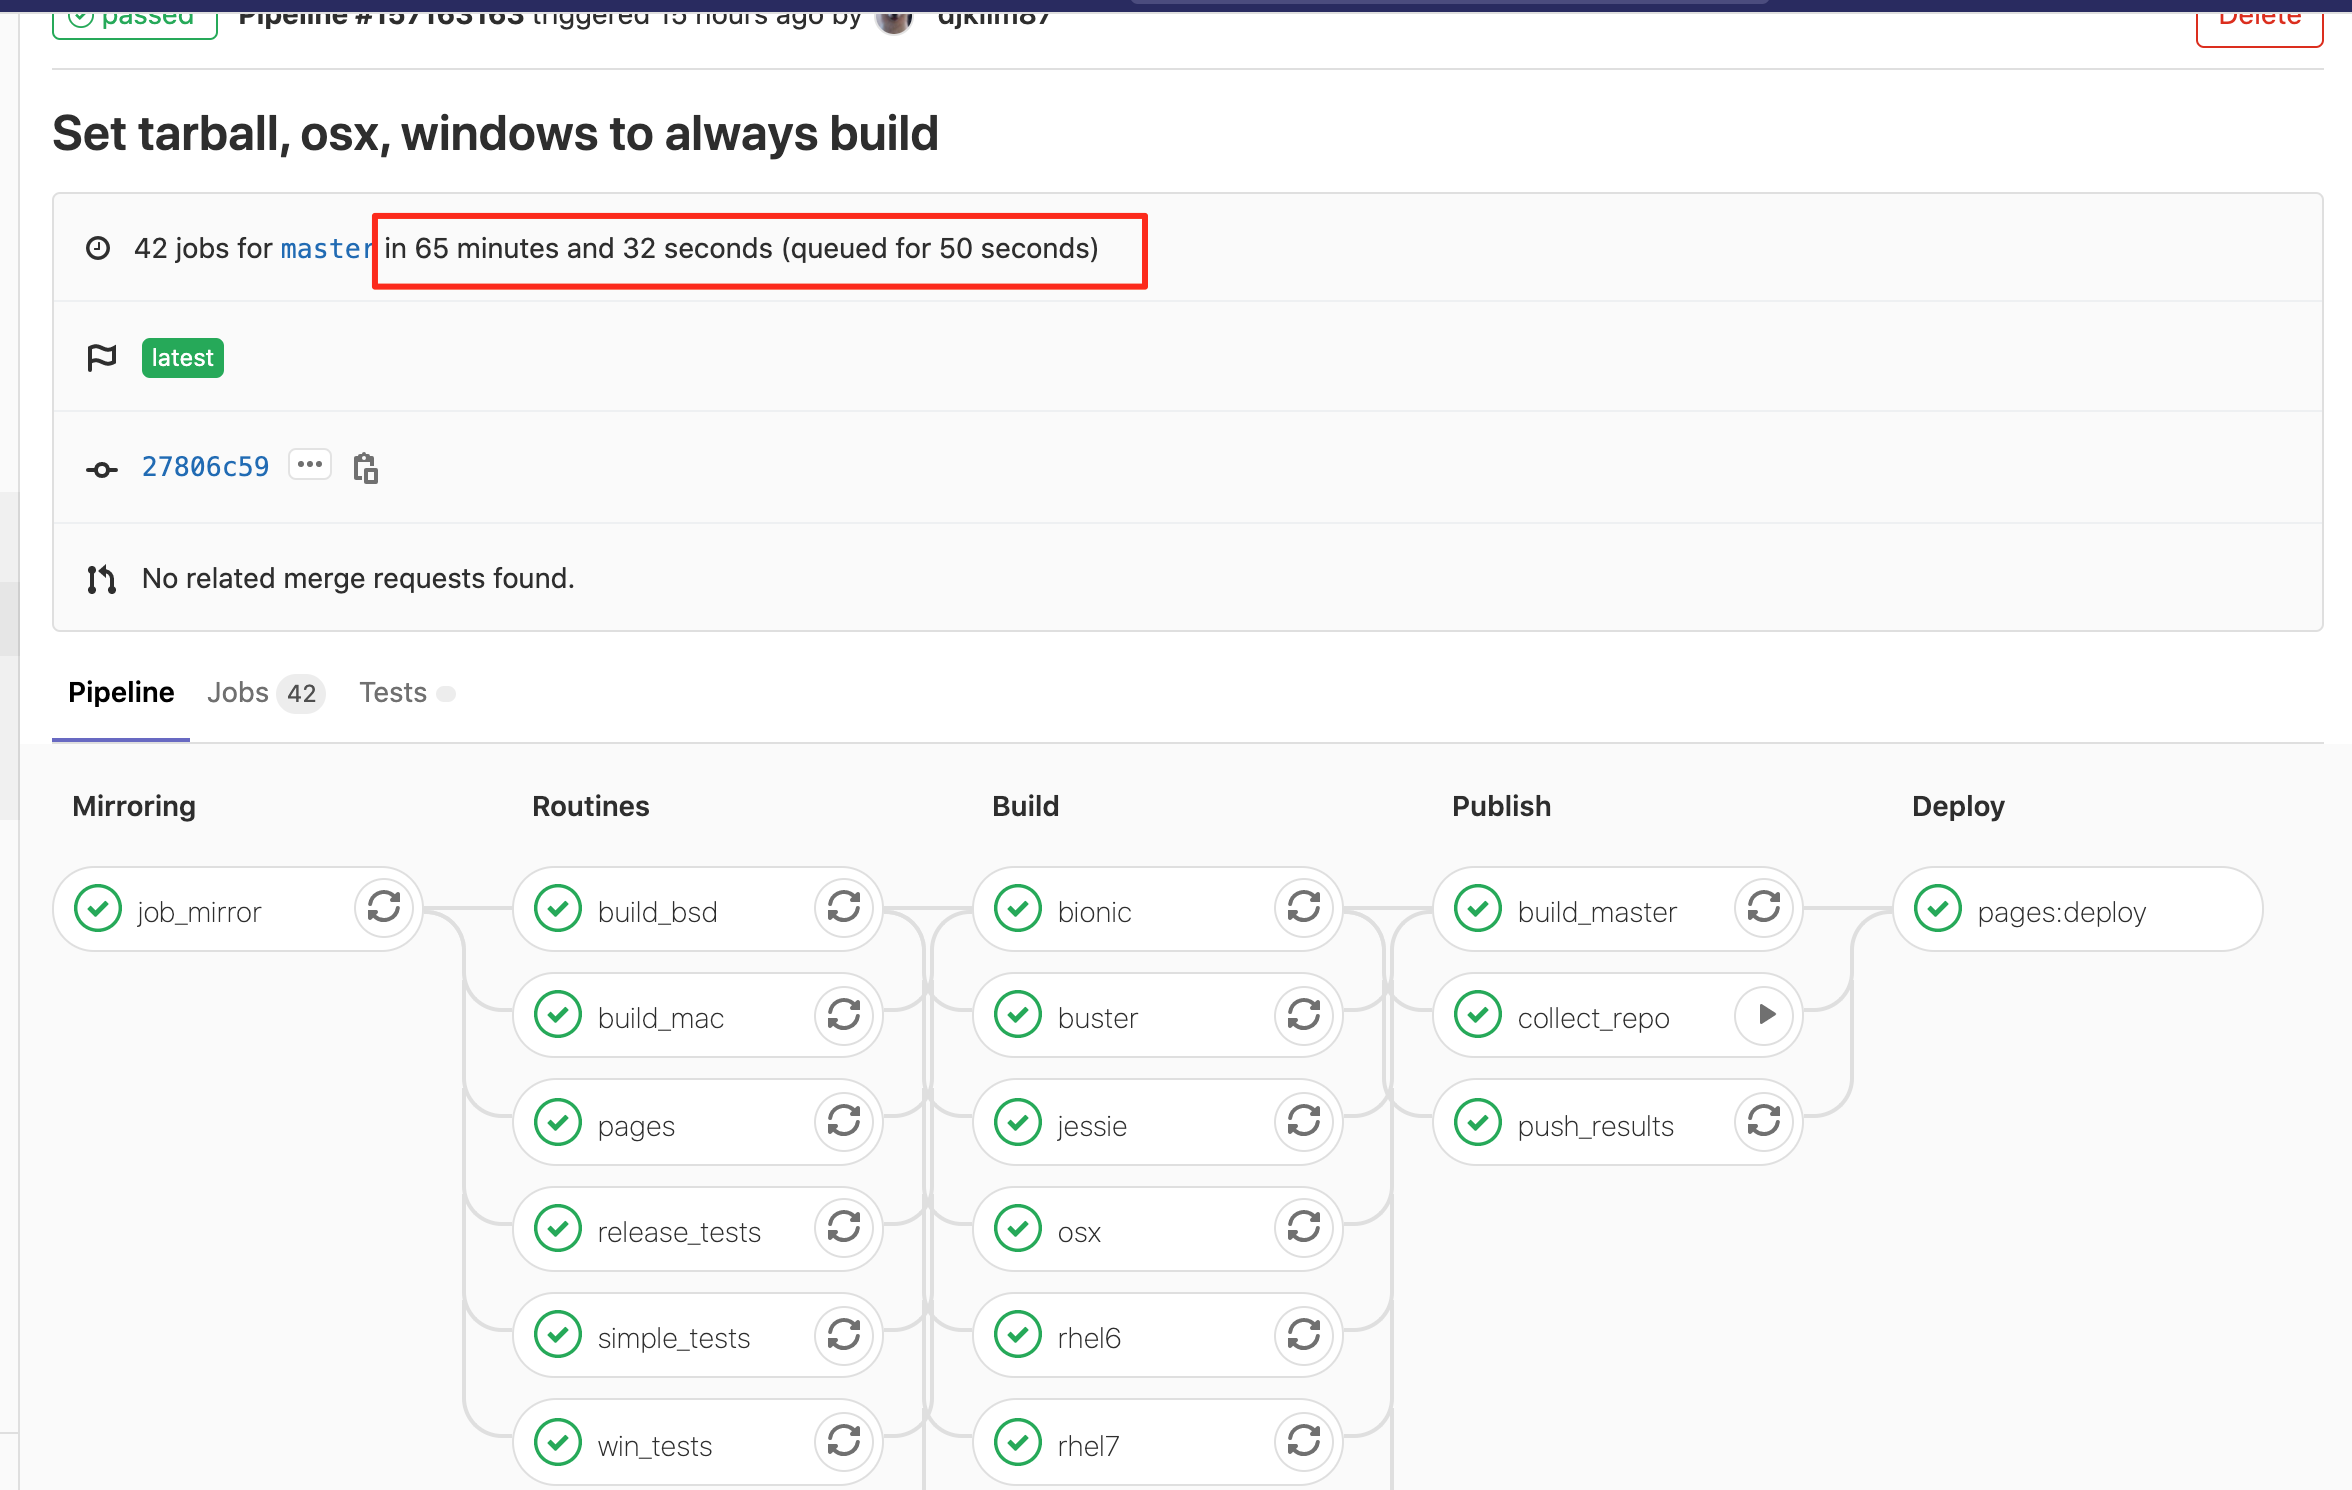 passed Pipeline #157163163 triggered 15 hours ago by djklim87 Delete
Set tarball, osx, windows to always build
42 jobs for master in 65 minutes and 32 seconds (queued for 50 seconds)
latest
27806c59
No related merge requests found.
Pipeline Jobs 42 Tests
Mirroring Routines Build Publish Deploy
job_mirror build_bsd bionic build_master pages:deploy
build_mac buster collect_repo
pages jessie push_results
release_tests osx
simple_tests rhel6
win_tests rhel7